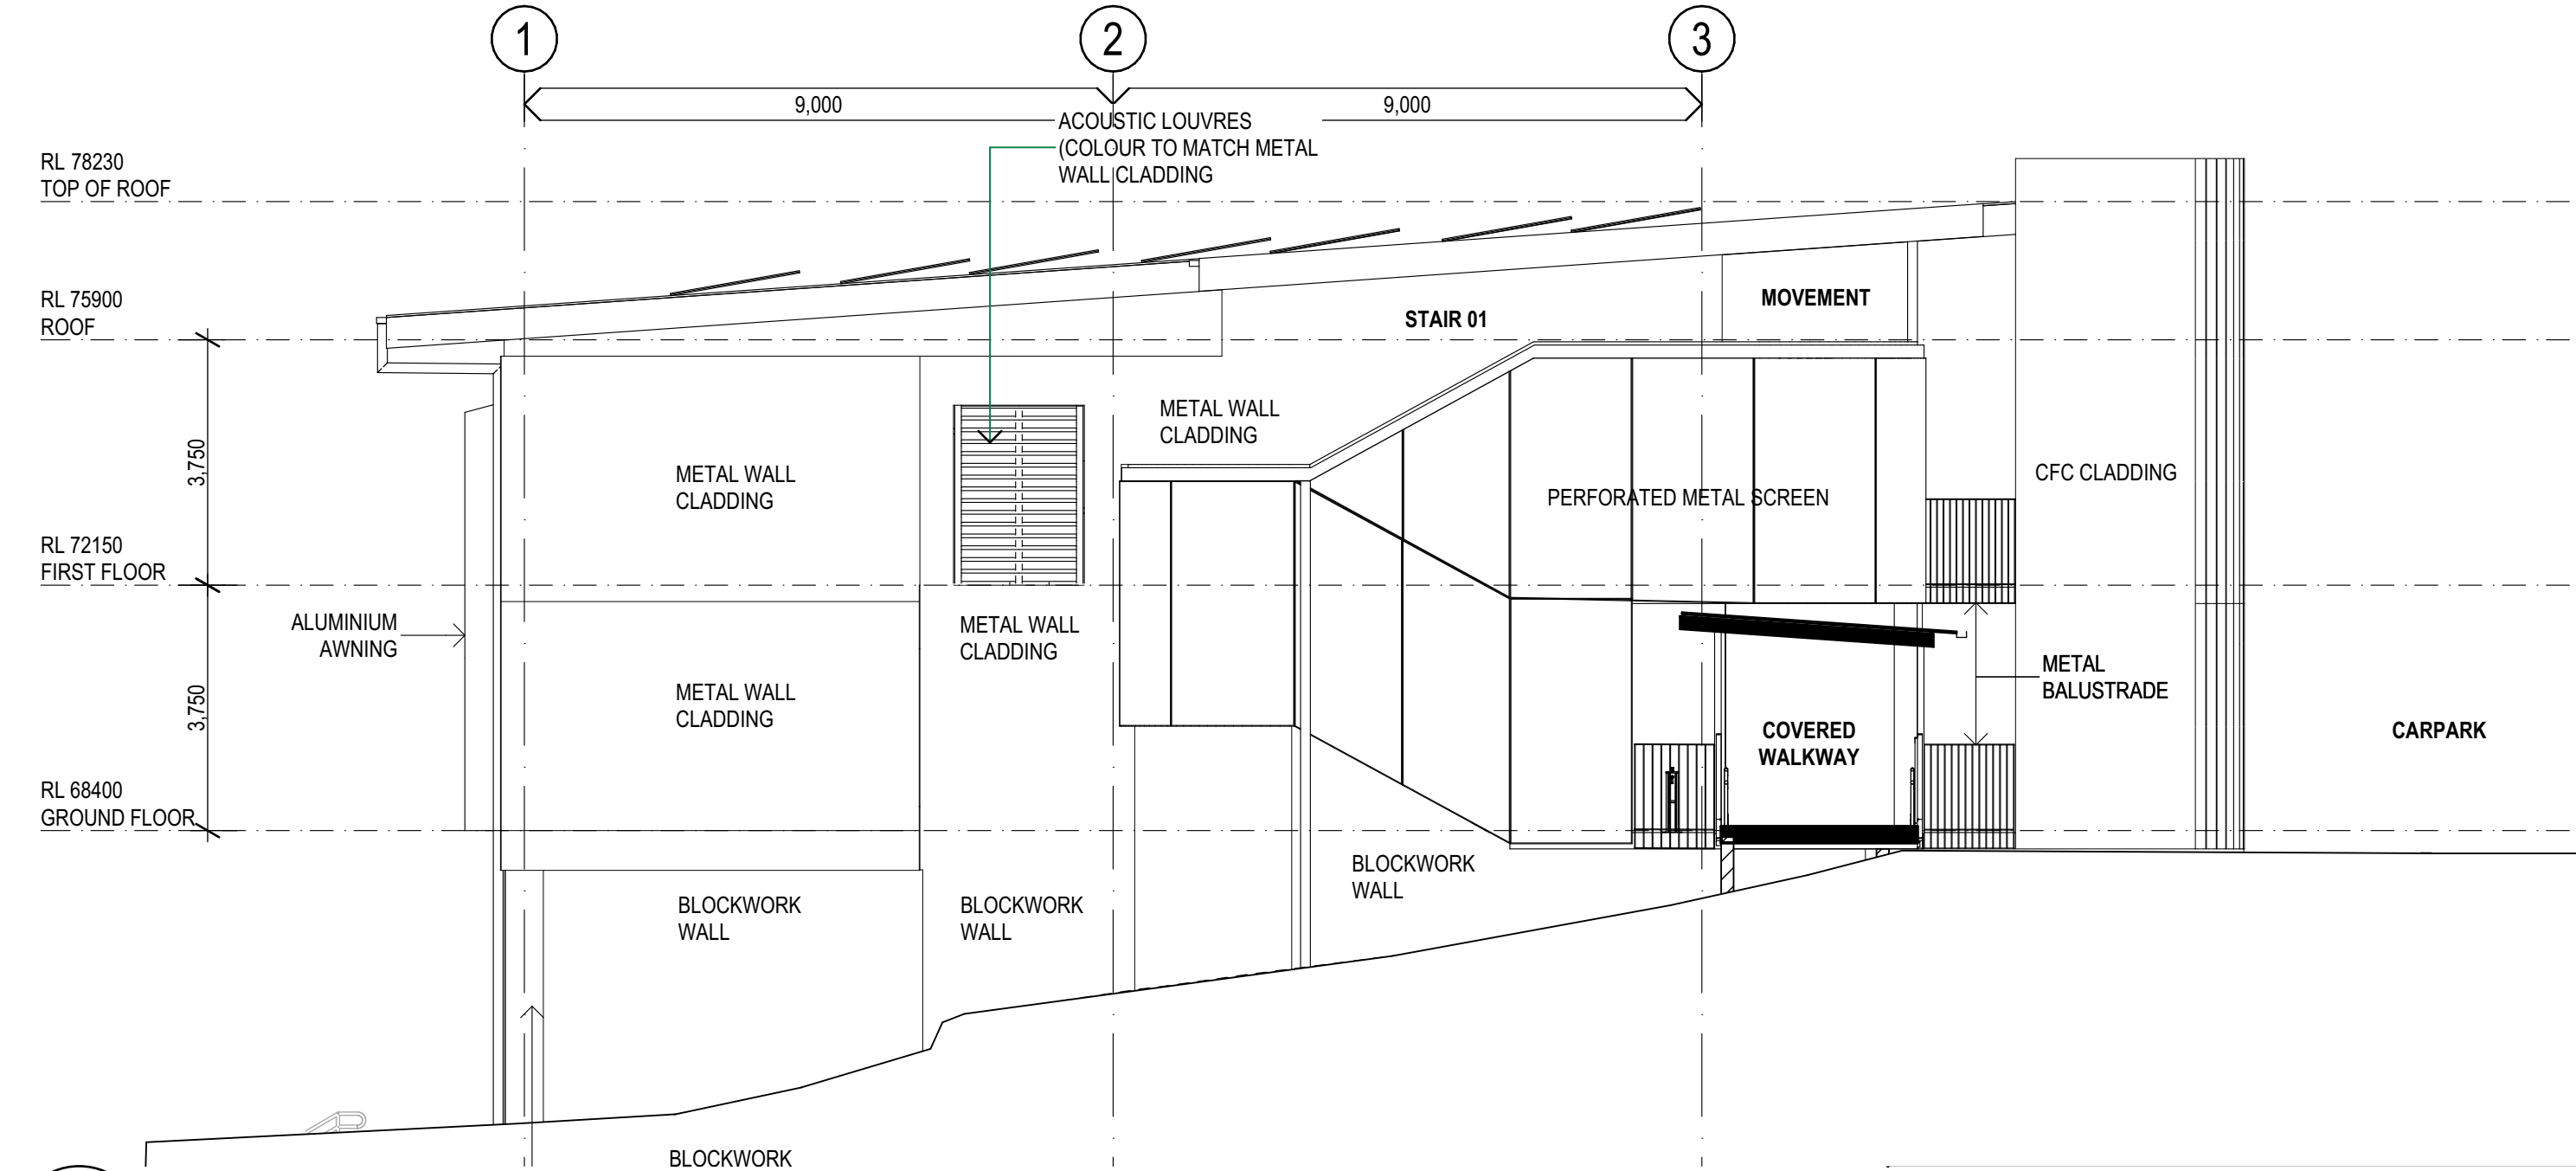 1
2
3
9,000
9,000
ACOUSTIC LOUVRES
(COLOUR TO MATCH METAL
WALL CLADDING
RL 78230
TOP OF ROOF
RL 75900
ROOF
MOVEMENT
STAIR 01
3,750
METAL WALL
CLADDING
METAL WALL
CLADDING
PERFORATED METAL SCREEN
CFC CLADDING
RL 72150
FIRST FLOOR
ALUMINIUM
AWNING
METAL WALL
CLADDING
METAL WALL
CLADDING
3,750
METAL
BALUSTRADE
COVERED
WALKWAY
CARPARK
RL 68400
GROUND FLOOR
BLOCKWORK
WALL
BLOCKWORK
WALL
BLOCKWORK
WALL
BLOCKWORK